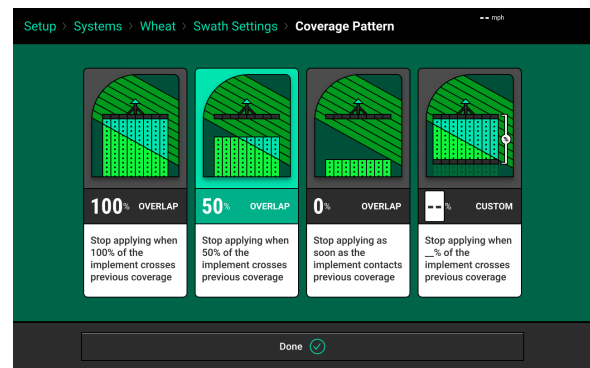 Setup > Systems > Wheat > Swath Settings > Coverage Pattern
-- mph
100% OVERLAP
Stop applying when
100% of the
implement crosses
previous coverage
50% OVERLAP
Stop applying when
50% of the
implement crosses
previous coverage
0% OVERLAP
Stop applying as
soon as the
implement contacts
previous coverage
%
--% CUSTOM
Stop applying when
__% of the
implement crosses
previous coverage
Done